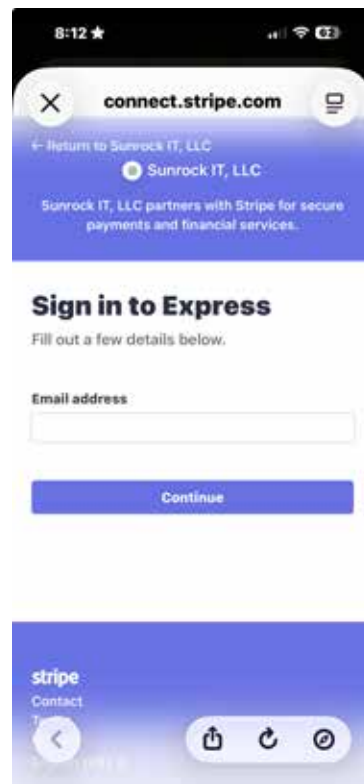 8:12
connect.stripe.com
← Return to Sunrock IT, LLC
Sunrock IT, LLC
Sunrock IT, LLC partners with Stripe for secure
payments and financial services.
Sign in to Express
Fill out a few details below.
Email address
Continue
stripe
Contact